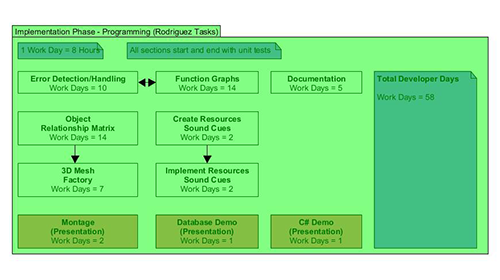 Implementation Phase - Programming (Rodriguez Tasks)
1 Work Day = 8 Hours
All sections start and end with unit tests
Error Detection/Handling
Work Days = 10
Function Graphs
Work Days = 14
Documentation
Work Days = 5
Total Developer Days
Work Days = 58
Object
Relationship Matrix
Work Days = 14
Create Resources
Sound Cues
Work Days = 2
3D Mesh
Factory
Work Days = 7
Implement Resources
Sound Cues
Work Days = 2
Montage
(Presentation)
Work Days = 2
Database Demo
(Presentation)
Work Days = 1
C# Demo
(Presentation)
Work Days = 1